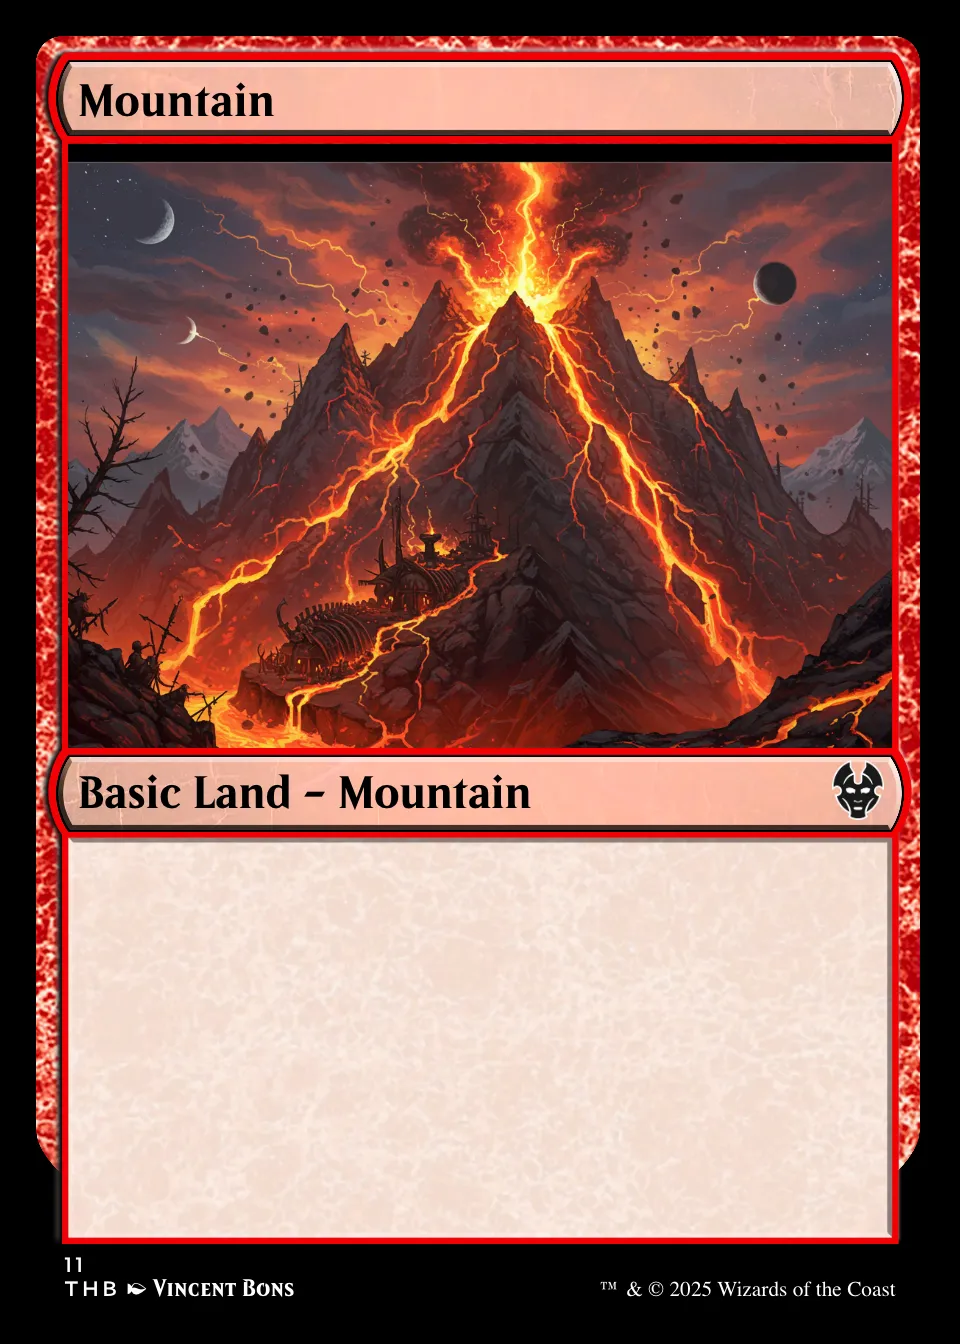 Mountain
Basic Land – Mountain
11
THB VINCENT BONS
™ & © 2025 Wizards of the Coast